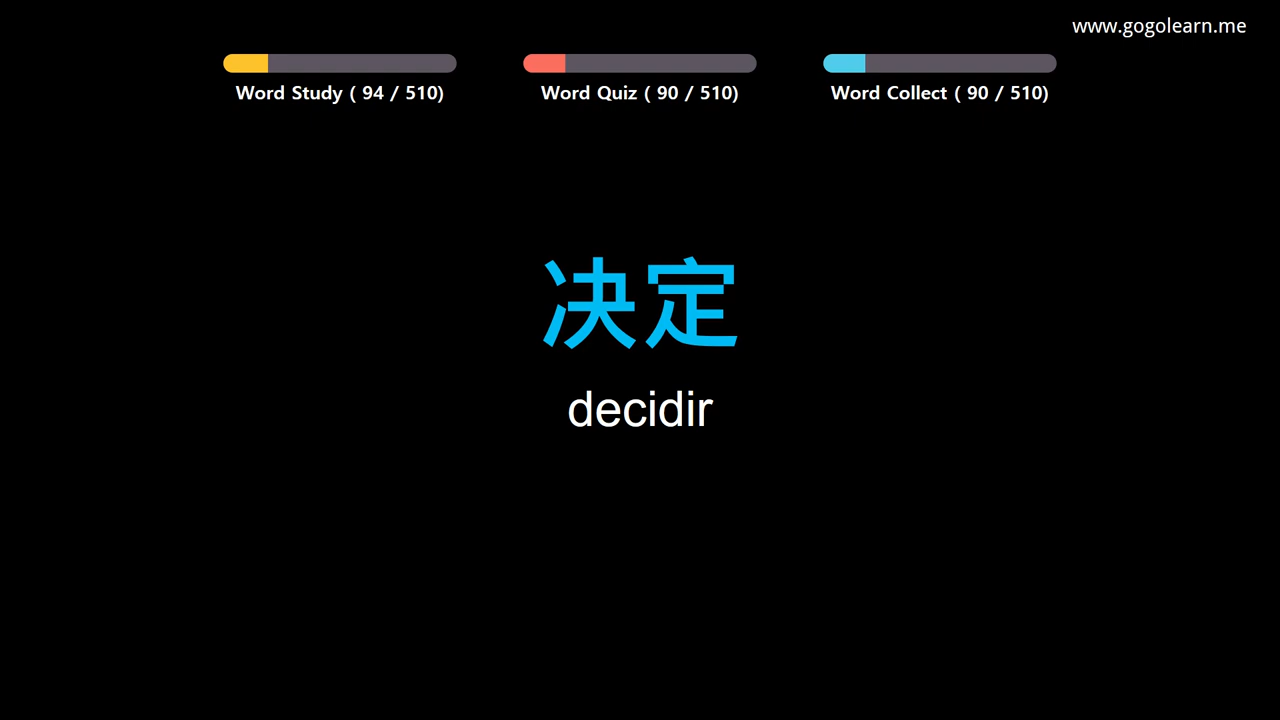 www.gogolearn.me
Word Study ( 94 / 510)
Word Quiz ( 90 / 510)
Word Collect ( 90 / 510)
决定
decidir